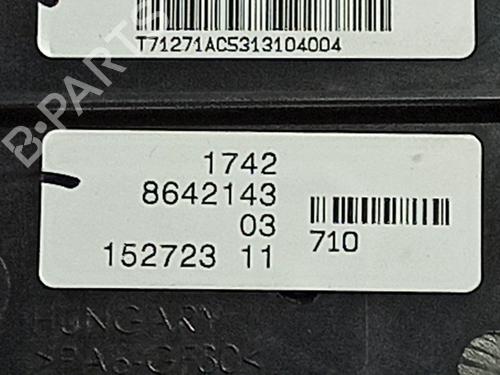 T71271AC5313104004
1742
8642143
03
152723 11
710
HUNGARY
>PA6-GF30<
B-PARTS